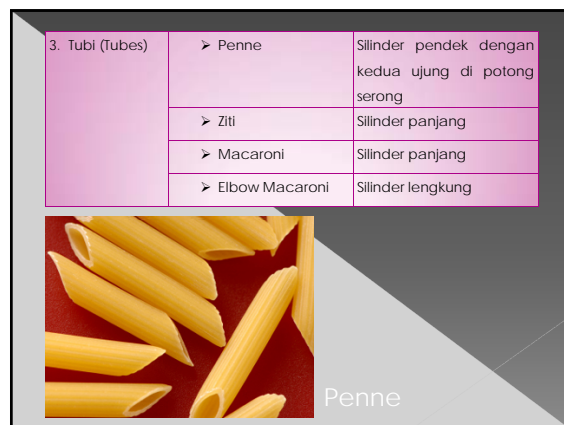 3. Tubi (Tubes)
➢ Penne
Silinder pendek dengan
kedua ujung di potong
serong
➢ Ziti
Silinder panjang
➢ Macaroni
Silinder panjang
➢ Elbow Macaroni
Silinder lengkung
Penne